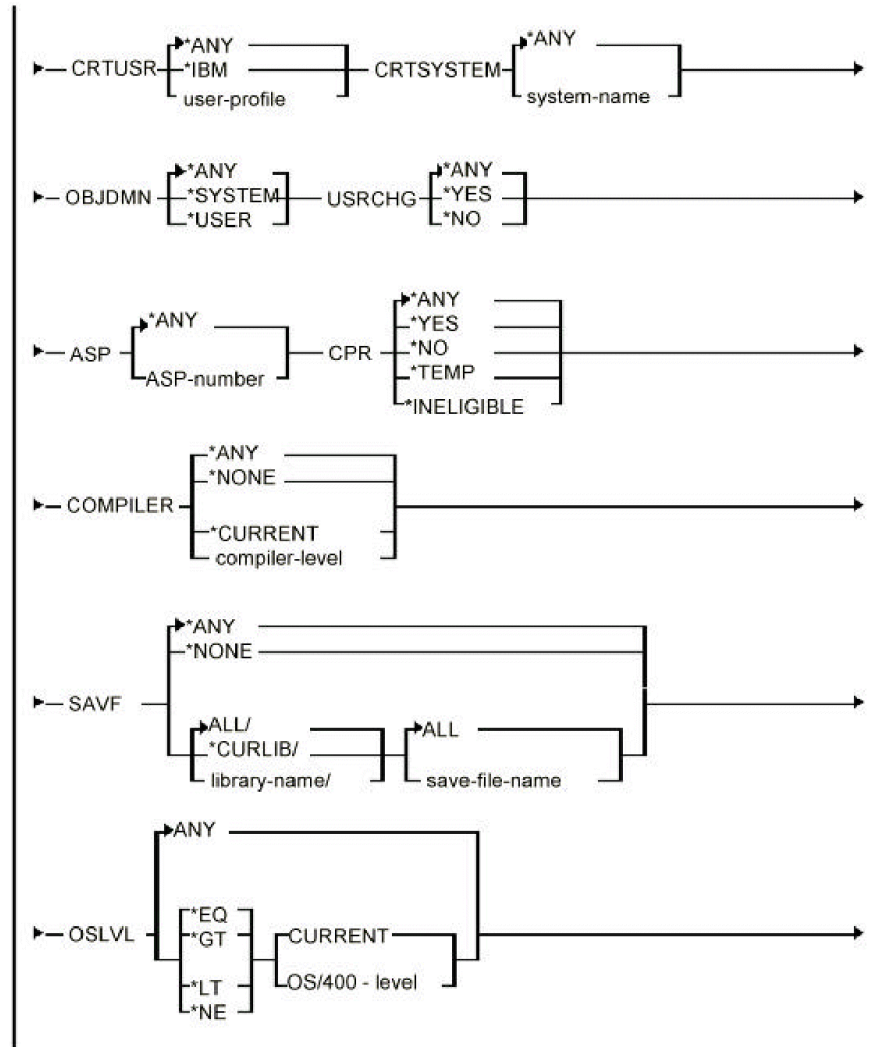 CRTUSR *ANY CRTSYSTEM *ANY
*IBM
user-profile system-name
OBJDMN *ANY USRCHG *ANY
*SYSTEM *YES
*USER *NO
ASP *ANY CPR *ANY
*YES
*NO
ASP-number *TEMP
*INELIGIBLE
COMPILER *ANY
*NONE
*CURRENT
compiler-level
SAVF *ANY
*NONE
ALL/ ALL
*CURLIB/
library-name/ save-file-name
OSLVL ANY
*EQ
*GT CURRENT
*LT OS/400 - level
*NE